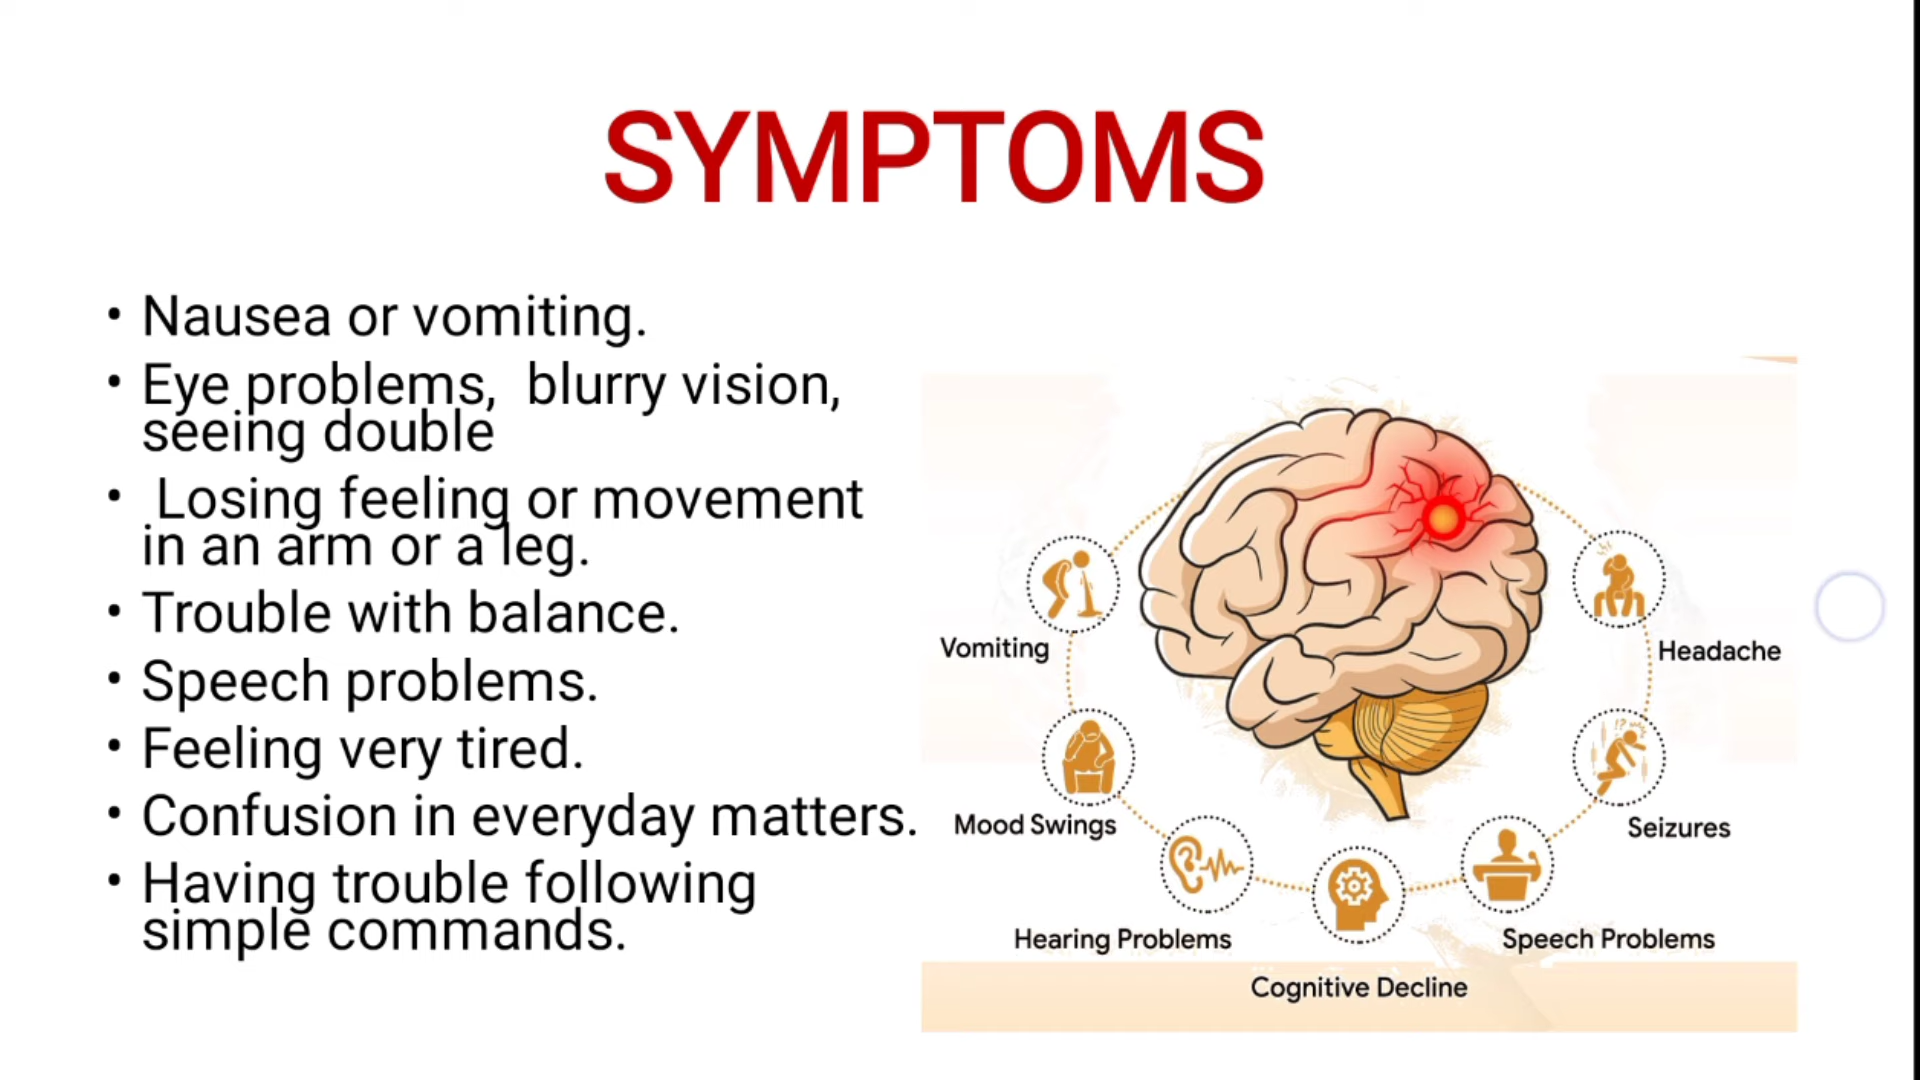 SYMPTOMS
• Nausea or vomiting.
• Eye problems,  blurry vision,
seeing double
•  Losing feeling or movement
in an arm or a leg.
• Trouble with balance.
• Speech problems.
• Feeling very tired.
• Confusion in everyday matters.
• Having trouble following
simple commands.
Vomiting
Headache
Mood Swings
Seizures
Hearing Problems
Speech Problems
Cognitive Decline
!?